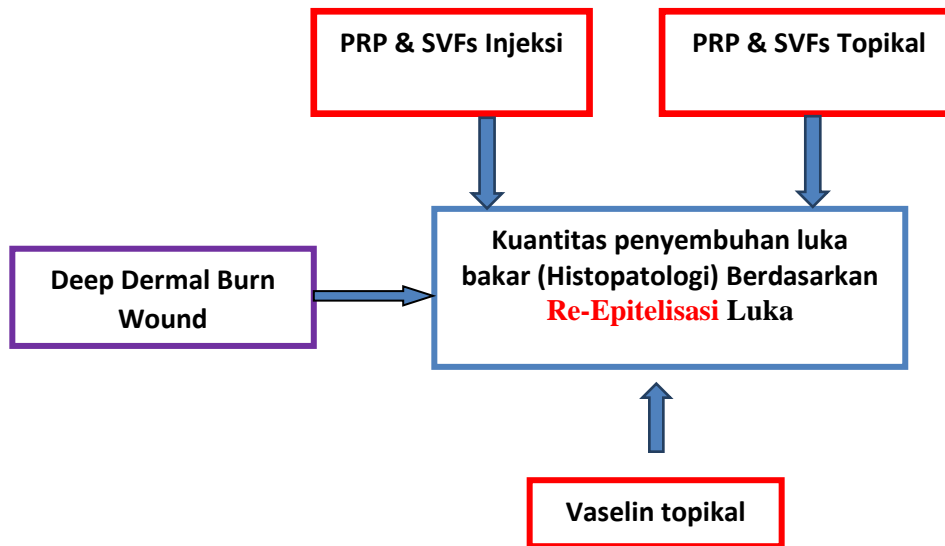 PRP & SVFs Injeksi
PRP & SVFs Topikal
Kuantitas penyembuhan luka
bakar (Histopatologi) Berdasarkan
Re-Epitelisasi Luka
Deep Dermal Burn
Wound
Vaselin topikal